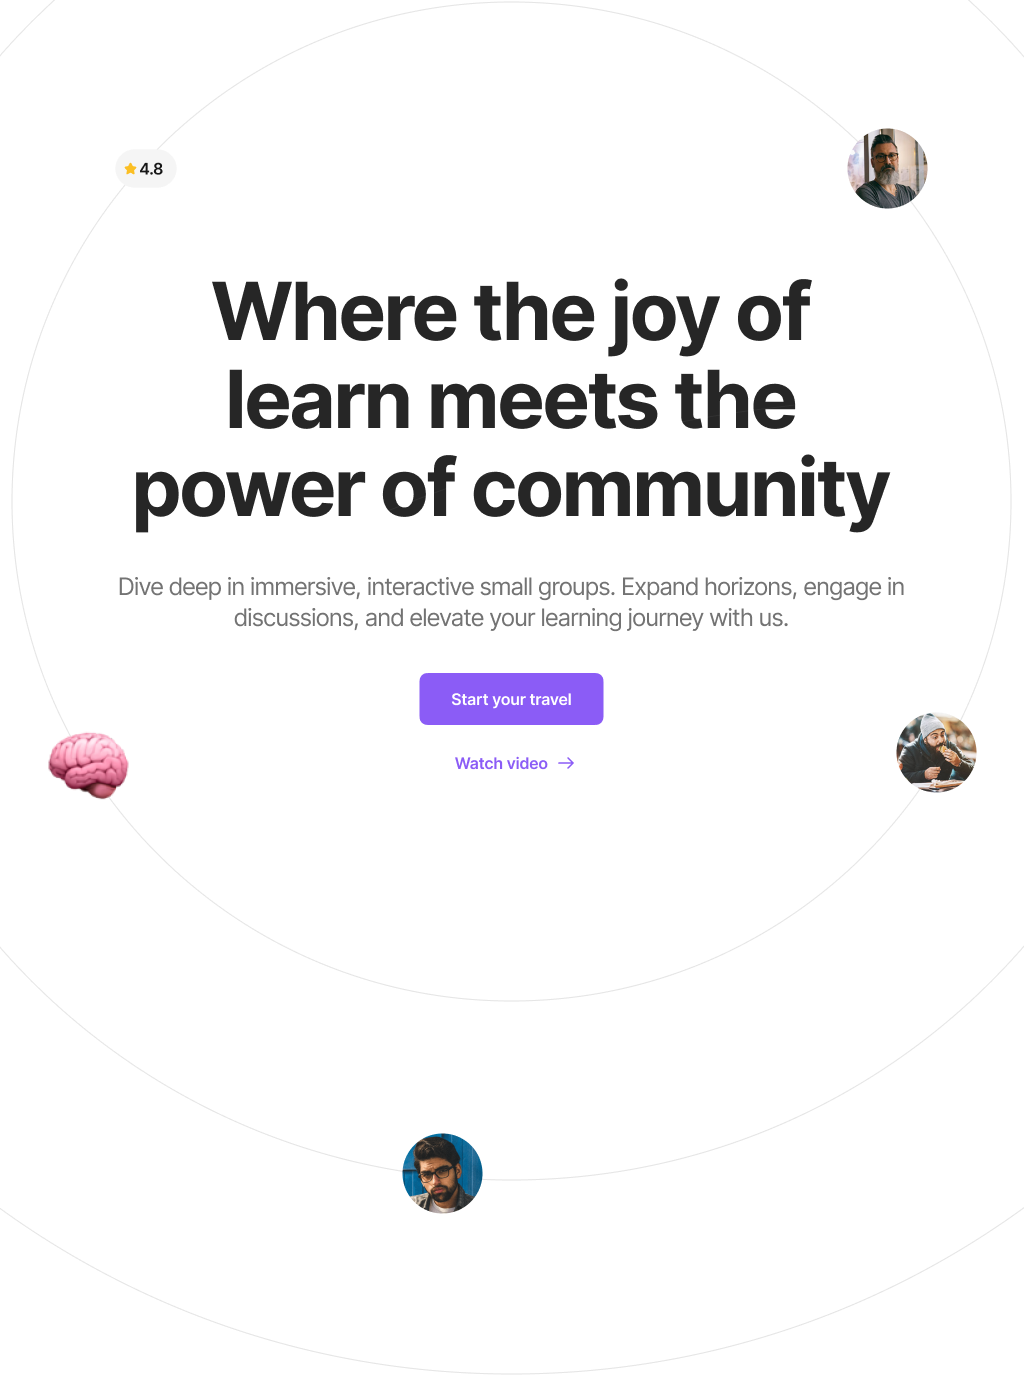 4.8
Where the joy of
learn meets the
power of community
Dive deep in immersive, interactive small groups. Expand horizons, engage in
discussions, and elevate your learning journey with us.
Start your travel
Watch video →